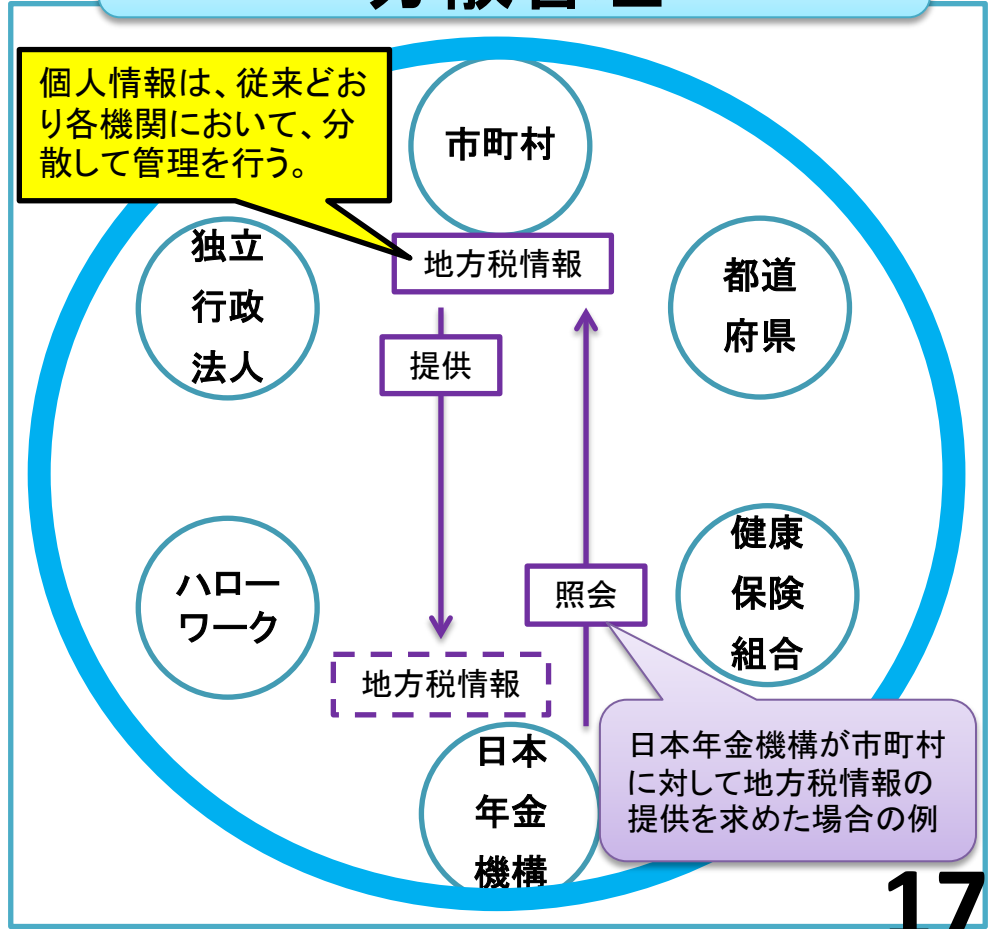 個人情報は、従来どお
り各機関において、分
散して管理を行う。
市町村
地方税情報
独立
行政
法人
都道
府県
提供
照会
ハロー
ワーク
健康
保険
組合
地方税情報
日本
年金
機構
日本年金機構が市町村
に対して地方税情報の
提供を求めた場合の例
17